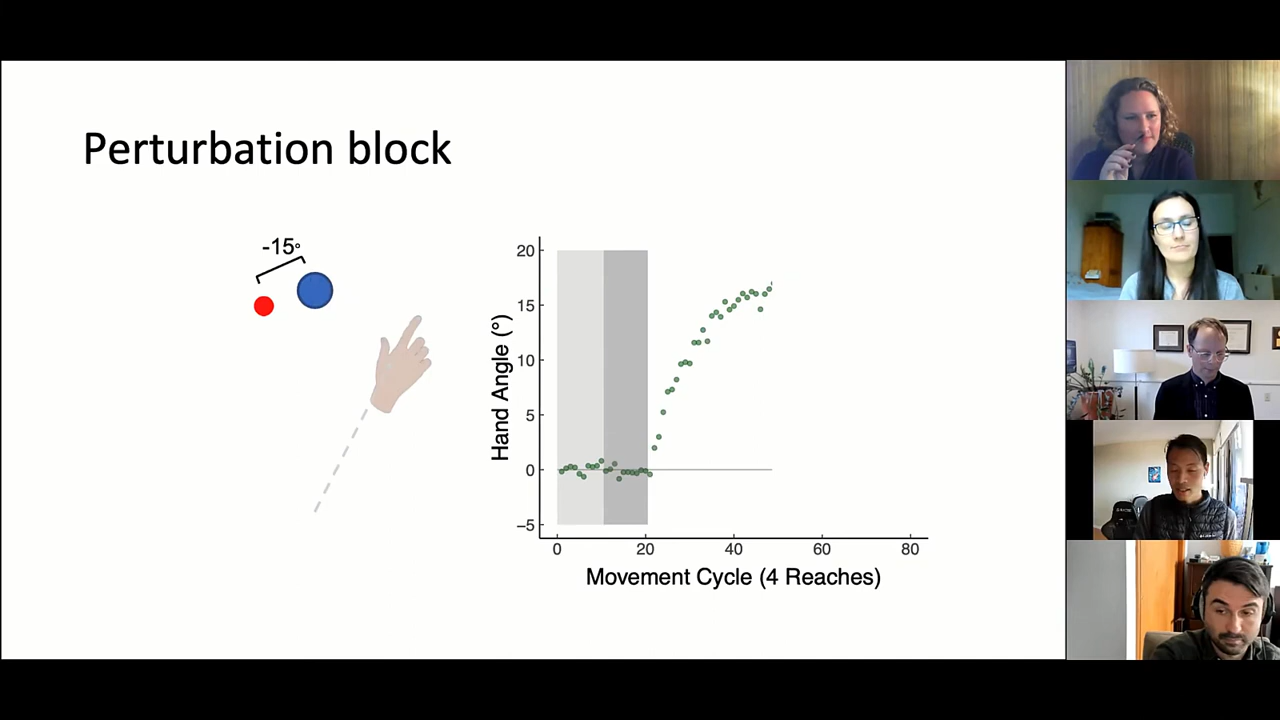 Perturbation block
-15°
20
15
10
5
0
−5
Hand Angle (°)
0 20 40 60 80
Movement Cycle (4 Reaches)